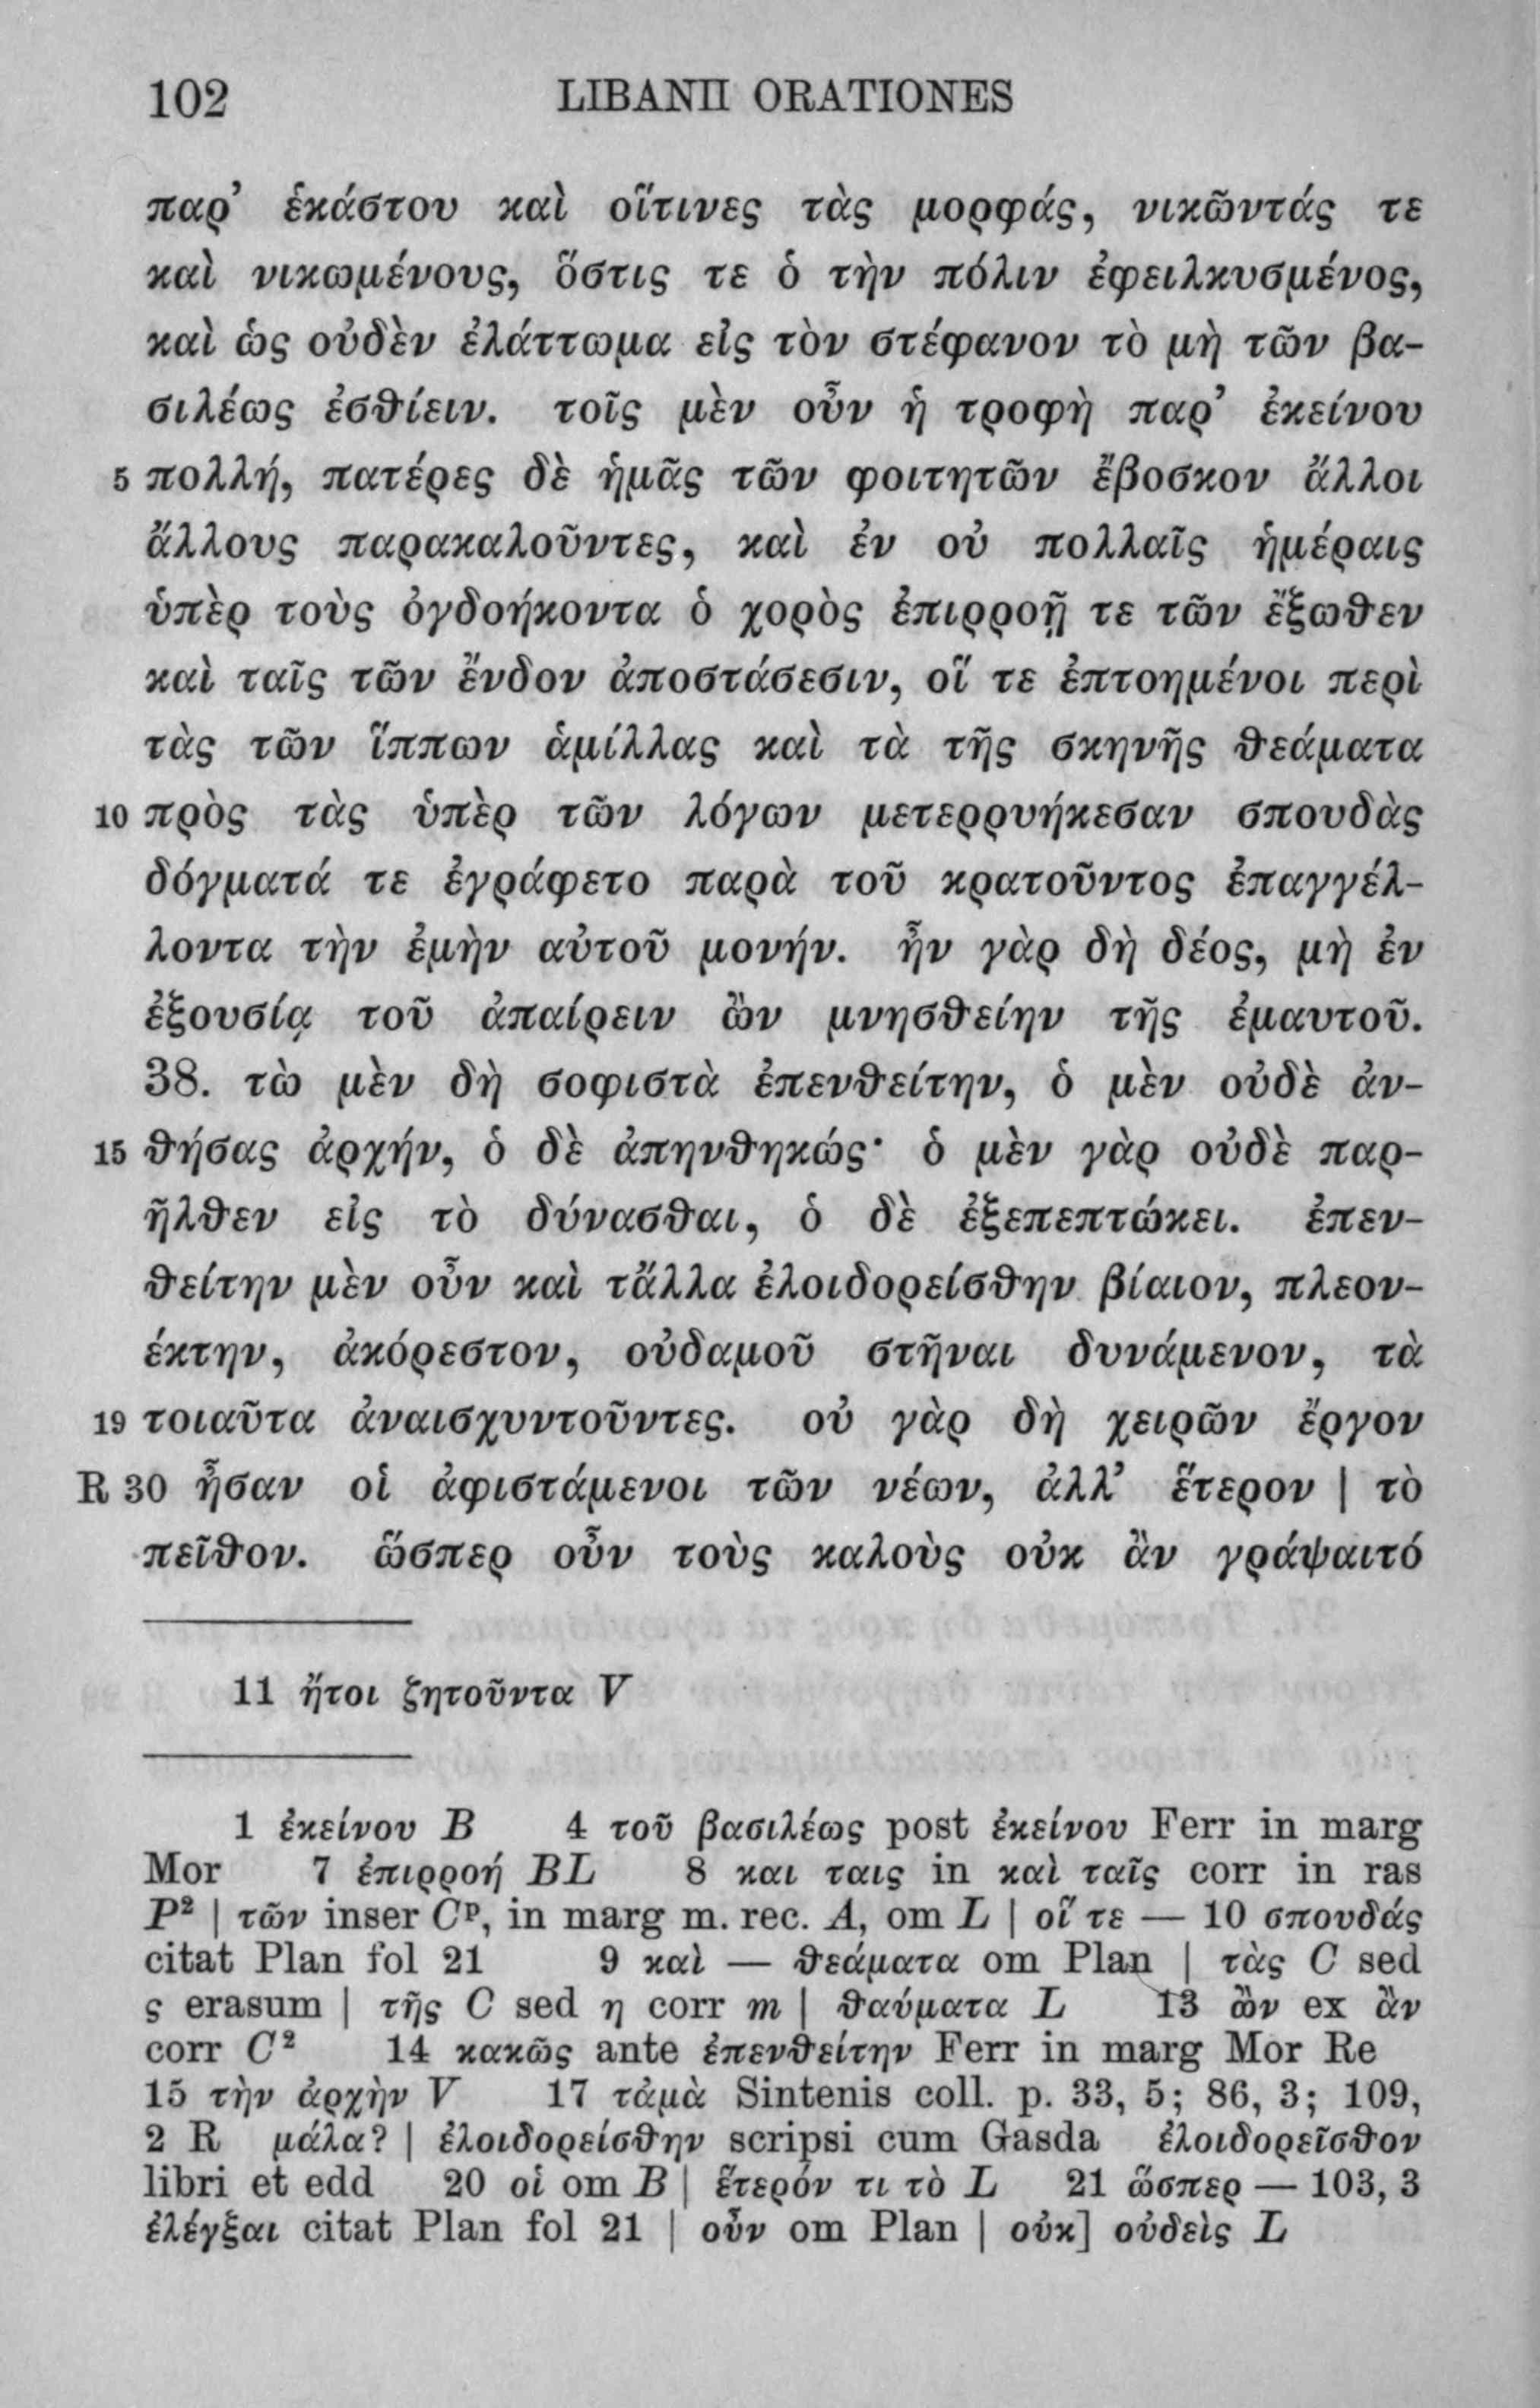 102 LIBANII ORATIONES
παρ’ ἑκάστου καὶ οἵτινες τὰς μορφάς, νικῶντάς τε
καὶ νικωμένους, ὅστις τε ὁ τὴν πόλιν ἐφειλκυσμένος,
καὶ ὡς οὐδὲν ἐλάττωμα εἰς τὸν στέφανον τὸ μὴ τῶν βα-
σιλέως ἐσθίειν. τοῖς μὲν οὖν ἡ τροφὴ παρ’ ἐκείνου
5 πολλή, πατέρες δὲ ἡμᾶς τῶν φοιτητῶν ἔβοσκον ἄλλοι
ἄλλους παρακαλοῦντες, καὶ ἐν οὐ πολλαῖς ἡμέραις
ὑπὲρ τοὺς ὀγδοήκοντα ὁ χορὸς ἐπιρροῇ τε τῶν ἔξωθεν
καὶ ταῖς τῶν ἔνδον ἀποστάσεσιν, οἵ τε ἐπτοημένοι περὶ
τὰς τῶν ἵππων ἁμίλλας καὶ τὰ τῆς σκηνῆς θεάματα
10 πρὸς τὰς ὑπὲρ τῶν λόγων μετερρυήκεσαν σπουδὰς
δόγματά τε ἐγράφετο παρὰ τοῦ κρατοῦντος ἐπαγγέλ-
λοντα τὴν ἐμὴν αὐτοῦ μονήν. ἦν γὰρ δὴ δέος, μὴ ἐν
ἐξουσίᾳ τοῦ ἀπαίρειν ὢν μνησθείην τῆς ἐμαυτοῦ.
38. τὼ μὲν δὴ σοφιστὰ ἐπενθείτην, ὁ μὲν οὐδὲ ἀν-
15 θήσας ἀρχήν, ὁ δὲ ἀπηνθηκώς· ὁ μὲν γὰρ οὐδὲ παρ-
ῆλθεν εἰς τὸ δύνασθαι, ὁ δὲ ἐξεπεπτώκει. ἐπεν-
θείτην μὲν οὖν καὶ τἄλλα ἐλοιδορείσθην βίαιον, πλεον-
έκτην, ἀκόρεστον, οὐδαμοῦ στῆναι δυνάμενον, τὰ
19 τοιαῦτα ἀναισχυντοῦντες. οὐ γὰρ δὴ χειρῶν ἔργον
R 30 ἦσαν οἱ ἀφιστάμενοι τῶν νέων, ἀλλ’ ἕτερον | τὸ
πεῖθον. ὥσπερ οὖν τοὺς καλοὺς οὐκ ἂν γράψαιτό
11 ἤτοι ζητοῦντα V
1 ἐκείνου B 4 τοῦ βασιλέως post ἐκείνου Ferr in marg
Mor 7 ἐπιρροή BL 8 και ταις in καὶ ταῖς corr in ras
P² | τῶν inser Cᵖ, in marg m. rec. A, om L | οἵ τε — 10 σπουδάς
citat Plan fol 21 9 καὶ — θεάματα om Plan | τὰς C sed
ς erasum | τῆς C sed η corr m | θαύματα L 13 ὢν ex ἂν
corr C² 14 κακῶς ante ἐπενθείτην Ferr in marg Mor Re
15 τὴν ἀρχὴν V 17 τἀμὰ Sintenis coll. p. 33, 5; 86, 3; 109,
2 R μάλα? | ἐλοιδορείσθην scripsi cum Gasda ἐλοιδορεῖσθον
libri et edd 20 οἱ om B | ἕτερόν τι τὸ L 21 ὥσπερ — 103, 3
ἐλέγξαι citat Plan fol 21 | οὖν om Plan | οὐκ] οὐδεὶς L